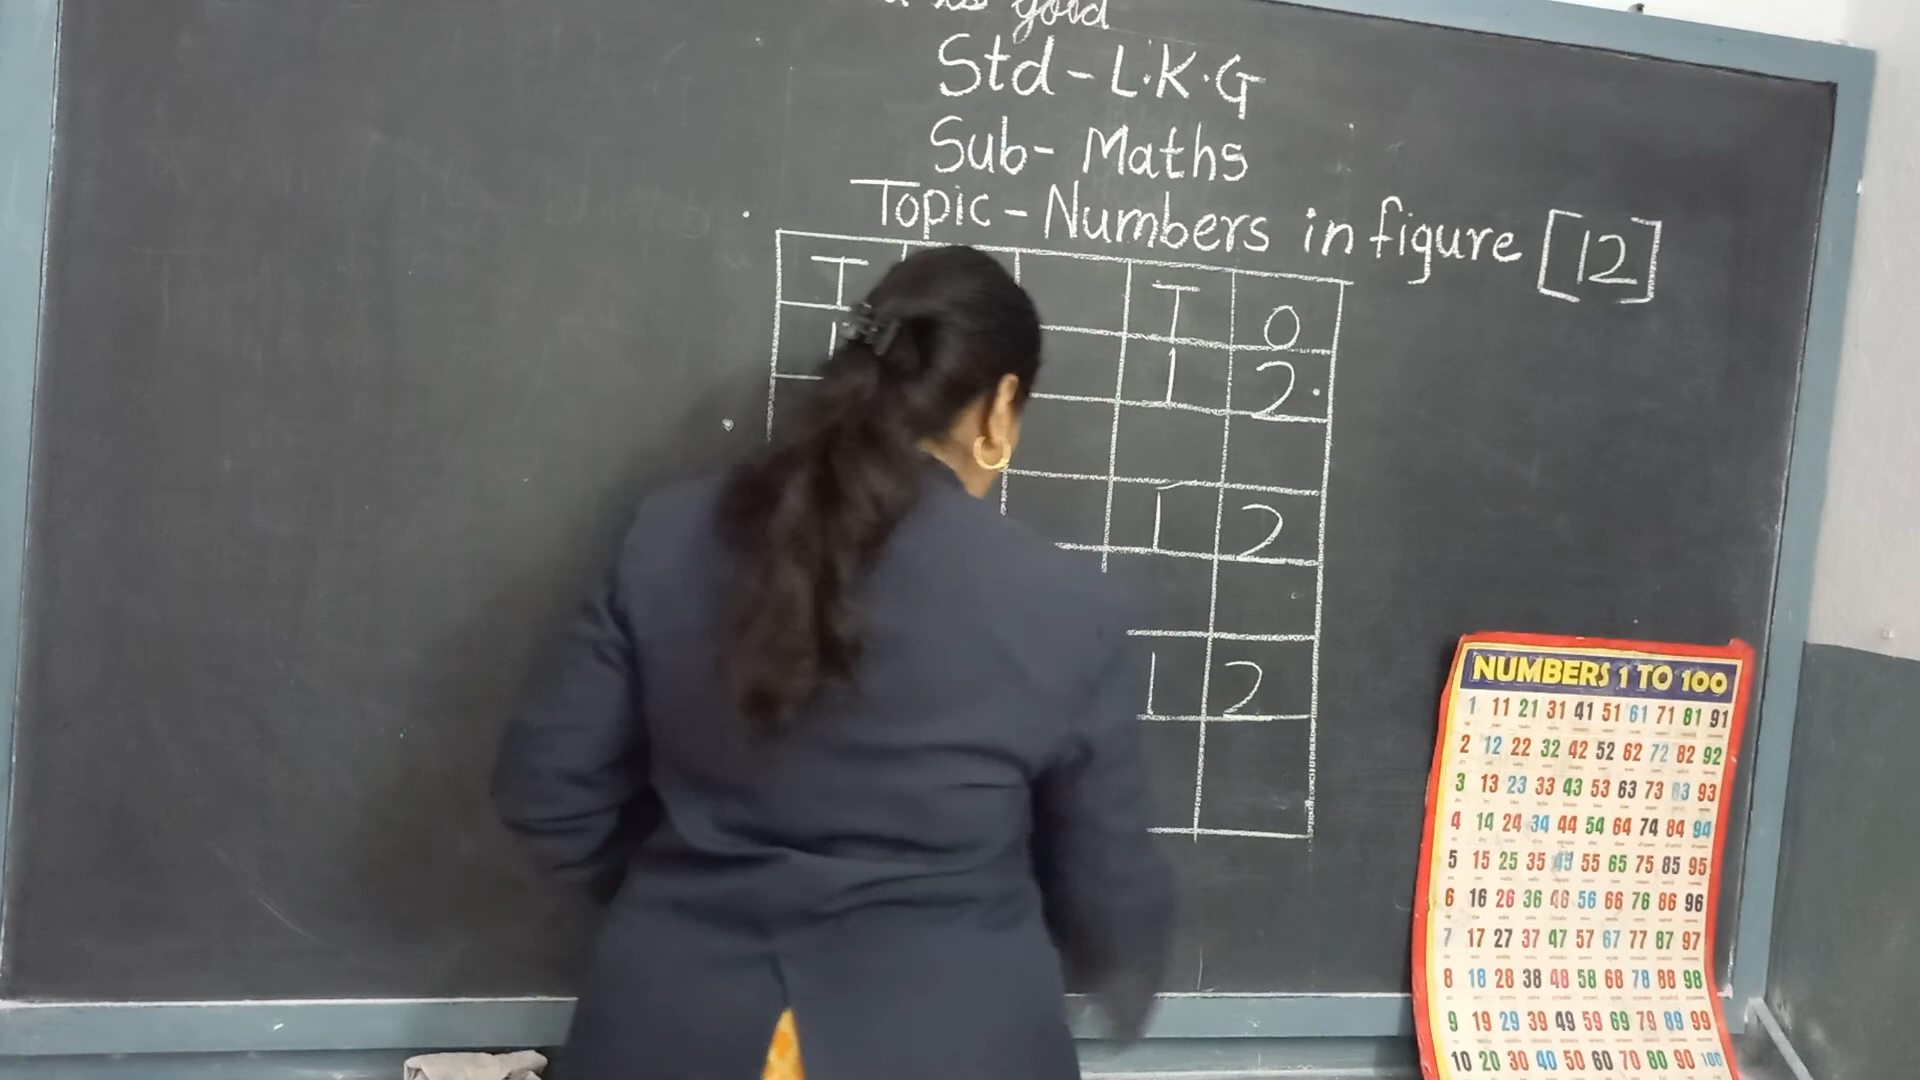 is good
Std - L.K.G
Sub - Maths
Topic - Numbers in figure [12]
T T O
1 1 2
1 2
1 2
NUMBERS 1 TO 100
1 11 21 31 41 51 61 71 81 91
2 12 22 32 42 52 62 72 82 92
3 13 23 33 43 53 63 73 83 93
4 14 24 34 44 54 64 74 84 94
5 15 25 35 45 55 65 75 85 95
6 16 26 36 46 56 66 76 86 96
7 17 27 37 47 57 67 77 87 97
8 18 28 38 48 58 68 78 88 98
9 19 29 39 49 59 69 79 89 99
10 20 30 40 50 60 70 80 90 100